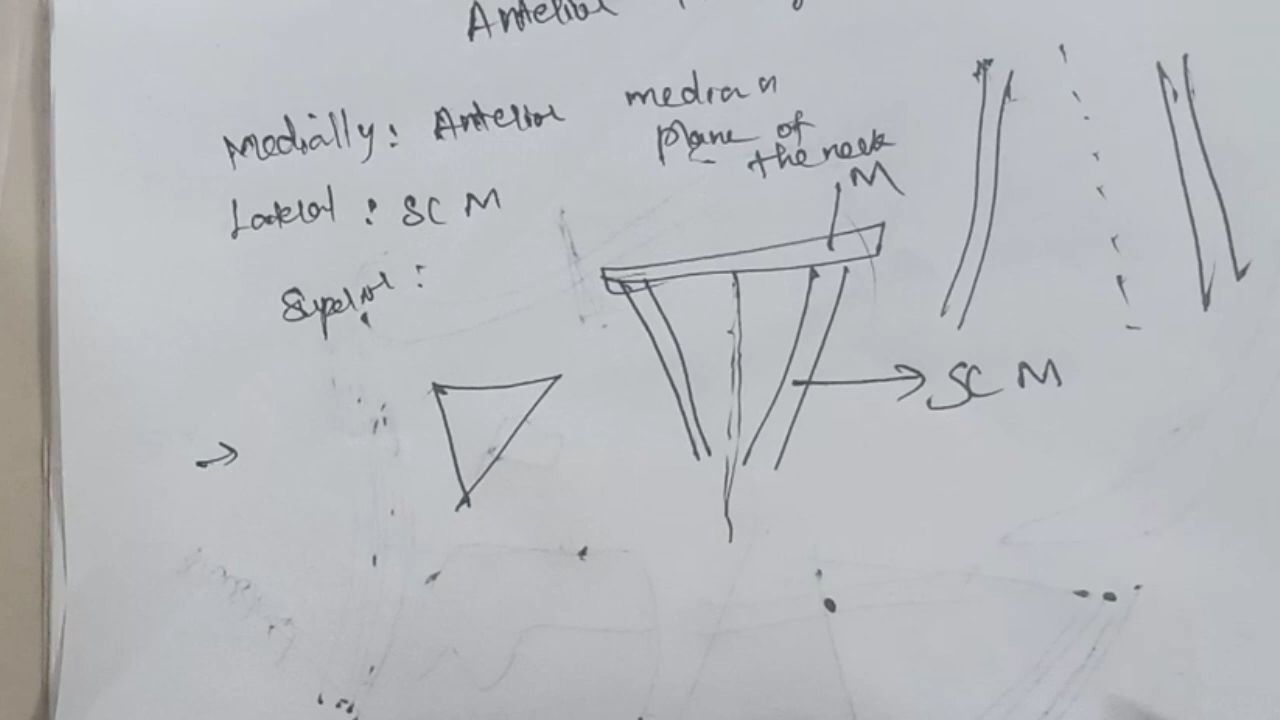 Anterior
Medially: Anterior median
plane of
the neck
M
Lateral: SCM
Superior:
SCM